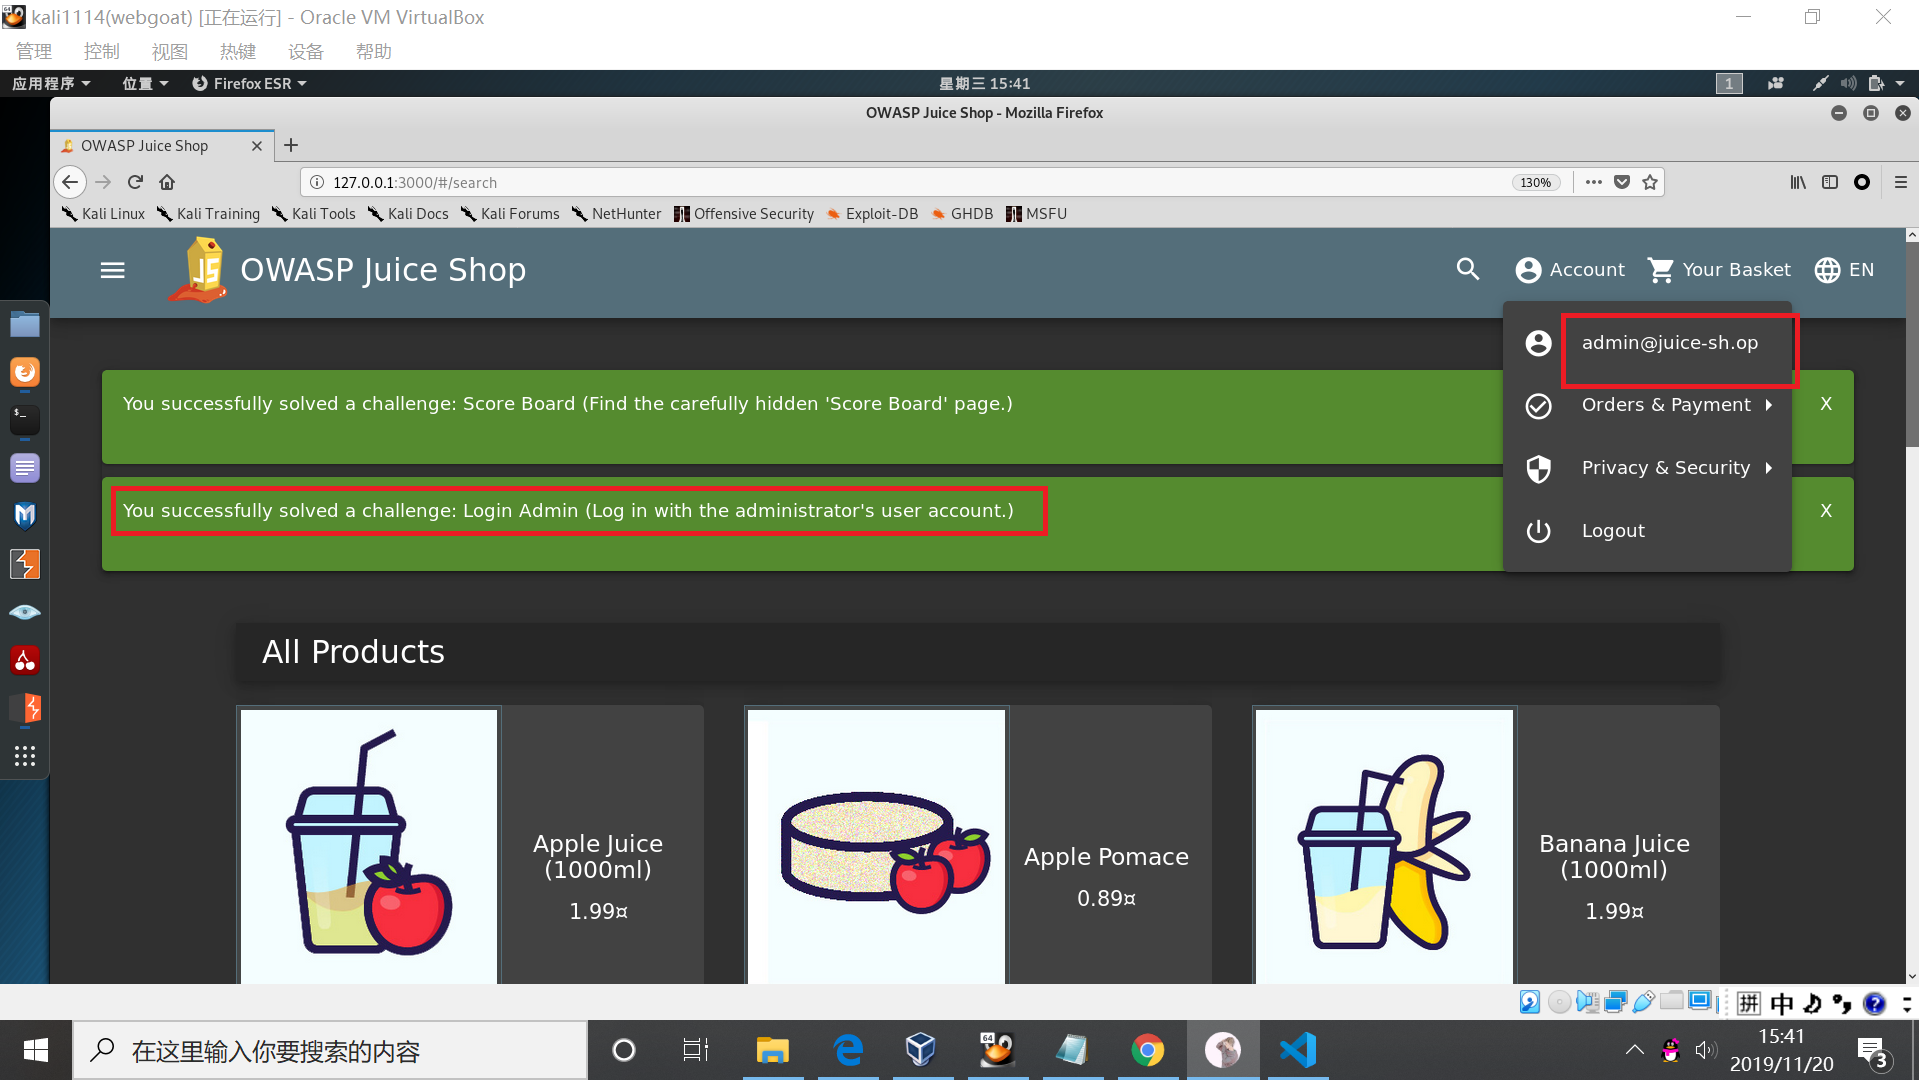 kali1114(webgoat) [正在运行] - Oracle VM VirtualBox
管理 控制 视图 热键 设备 帮助
应用程序 位置 Firefox ESR 星期三 15:41 1
OWASP Juice Shop - Mozilla Firefox
OWASP Juice Shop
127.0.0.1:3000/#/search 130%
Kali Linux Kali Training Kali Tools Kali Docs Kali Forums NetHunter Offensive Security Exploit-DB GHDB MSFU
OWASP Juice Shop Account Your Basket EN
admin@juice-sh.op
You successfully solved a challenge: Score Board (Find the carefully hidden 'Score Board' page.) X
Orders & Payment
Privacy & Security
You successfully solved a challenge: Login Admin (Log in with the administrator's user account.) X
Logout
All Products
Apple Juice
(1000ml)
1.99¤
Apple Pomace
0.89¤
Banana Juice
(1000ml)
1.99¤
拼 中
在这里输入你要搜索的内容
64
15:41
2019/11/20
3